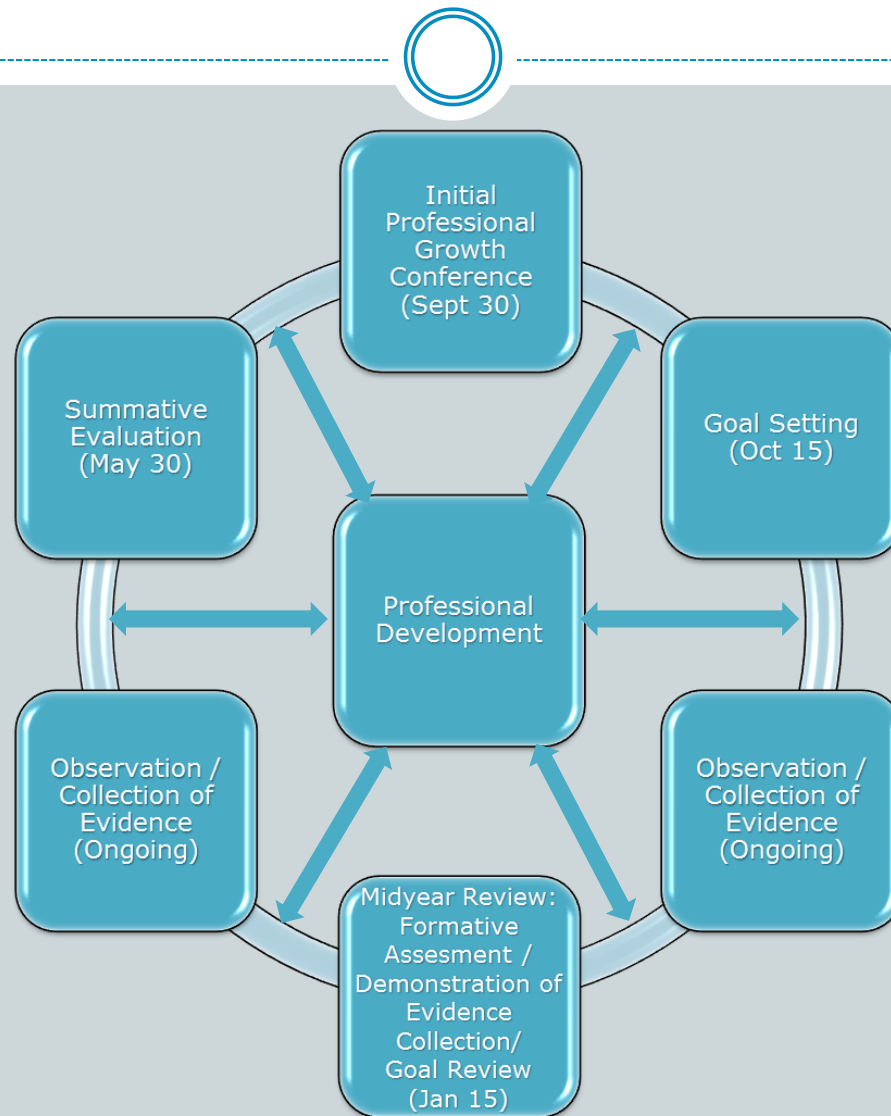 Initial
Professional
Growth
Conference
(Sept 30)
Goal Setting
(Oct 15)
Observation /
Collection of
Evidence
(Ongoing)
Midyear Review:
Formative
Assesment /
Demonstration of
Evidence
Collection/
Goal Review
(Jan 15)
Observation /
Collection of
Evidence
(Ongoing)
Summative
Evaluation
(May 30)
Professional
Development